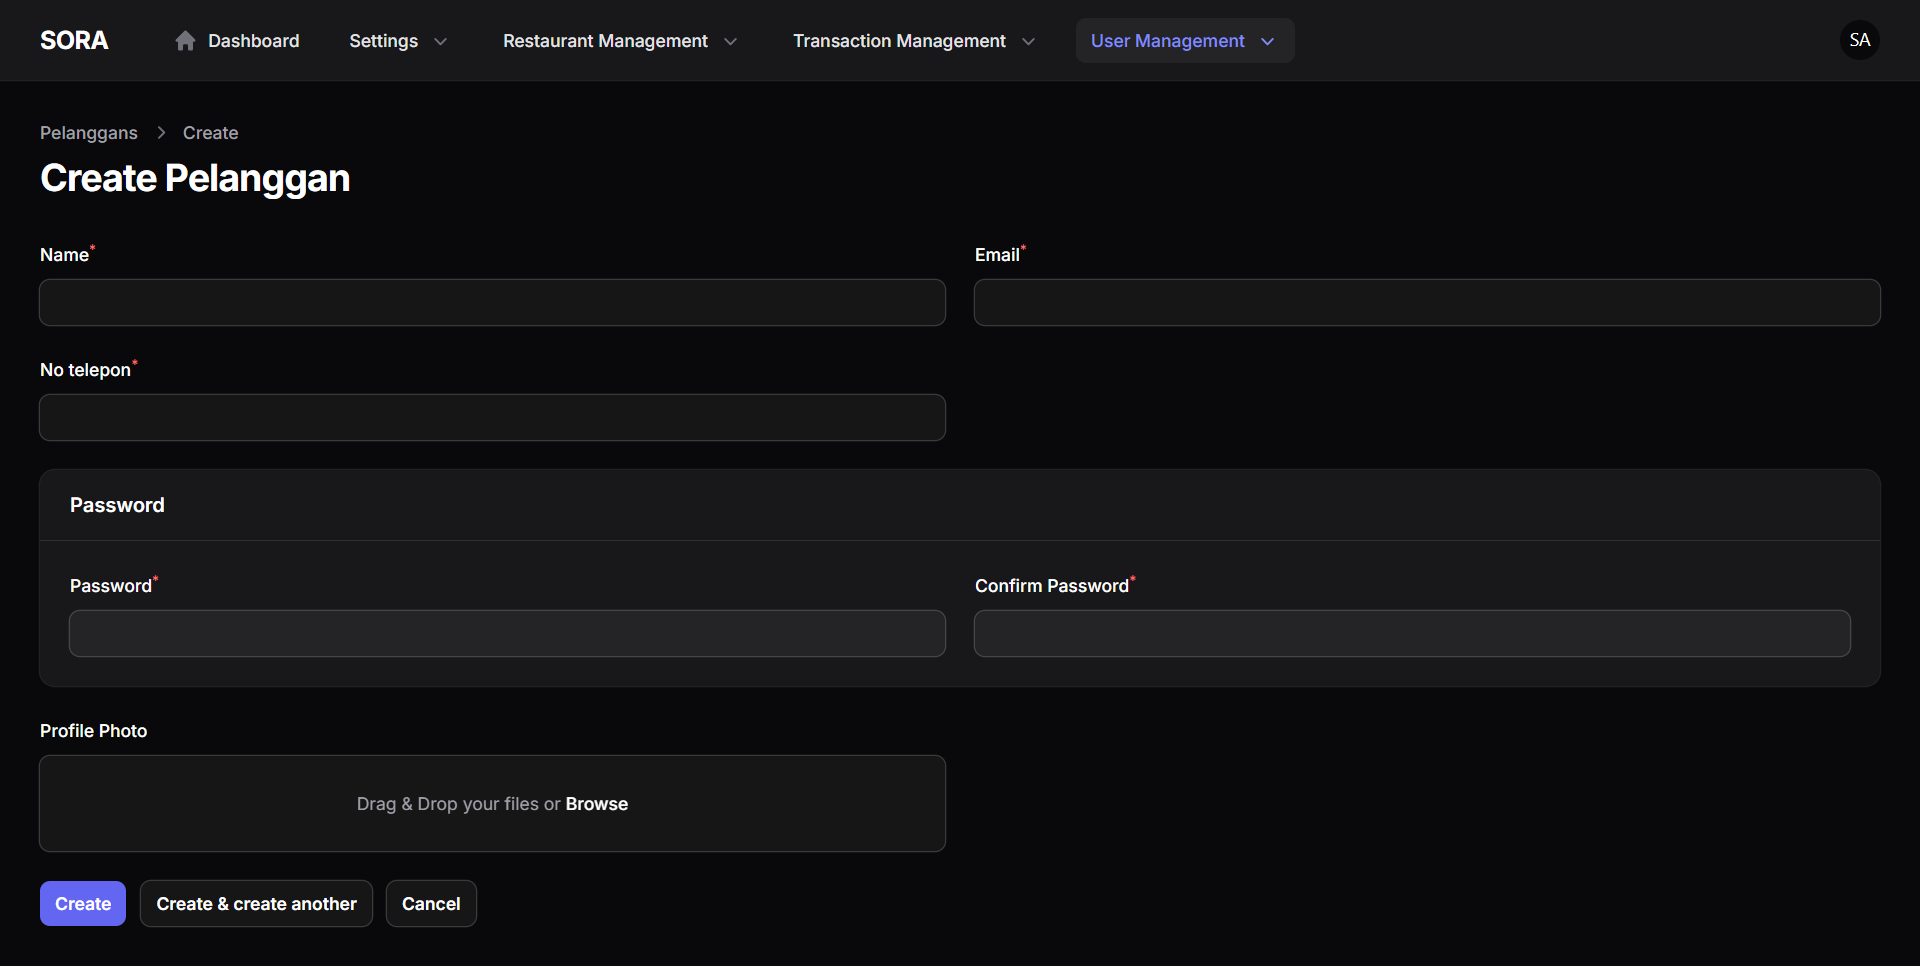 SORA Dashboard Settings Restaurant Management Transaction Management User Management SA
Pelanggans Create
Create Pelanggan
Name* Email*
No telepon*
Password
Password* Confirm Password*
Profile Photo
Drag & Drop your files or Browse
Create Create & create another Cancel